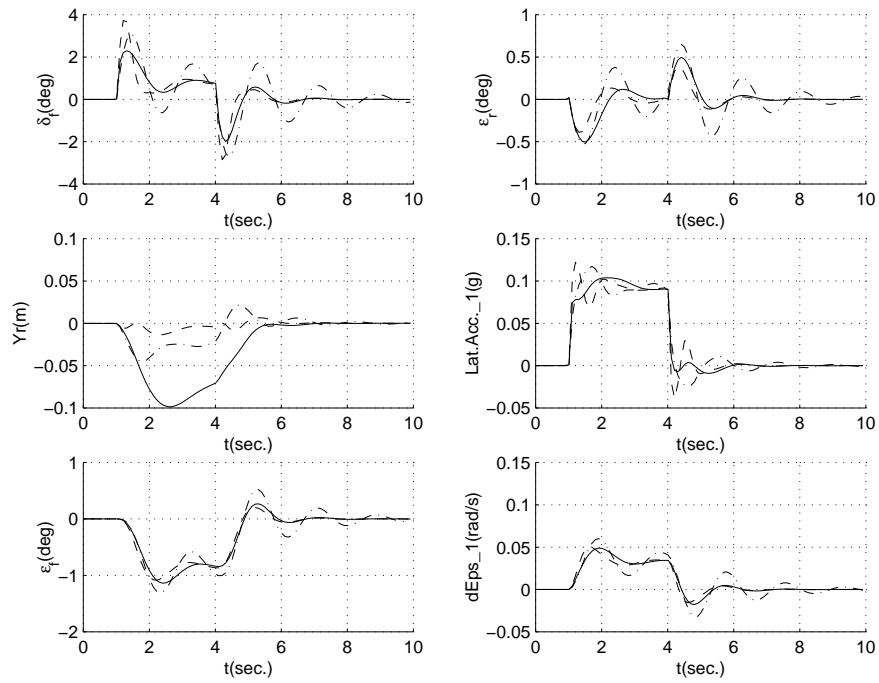 4
2
0
−2
−4
δ_f(deg)
0 2 4 6 8 10
t(sec.)
1
0.5
0
−0.5
−1
ε_r(deg)
0 2 4 6 8 10
t(sec.)
0.1
0.05
0
−0.05
−0.1
Yr(m)
0 2 4 6 8 10
t(sec.)
0.15
0.1
0.05
0
−0.05
Lat.Acc._1(g)
0 2 4 6 8 10
t(sec.)
1
0
−1
−2
ε_f(deg)
0 2 4 6 8 10
t(sec.)
0.15
0.1
0.05
0
−0.05
dEps_1(rad/s)
0 2 4 6 8 10
t(sec.)